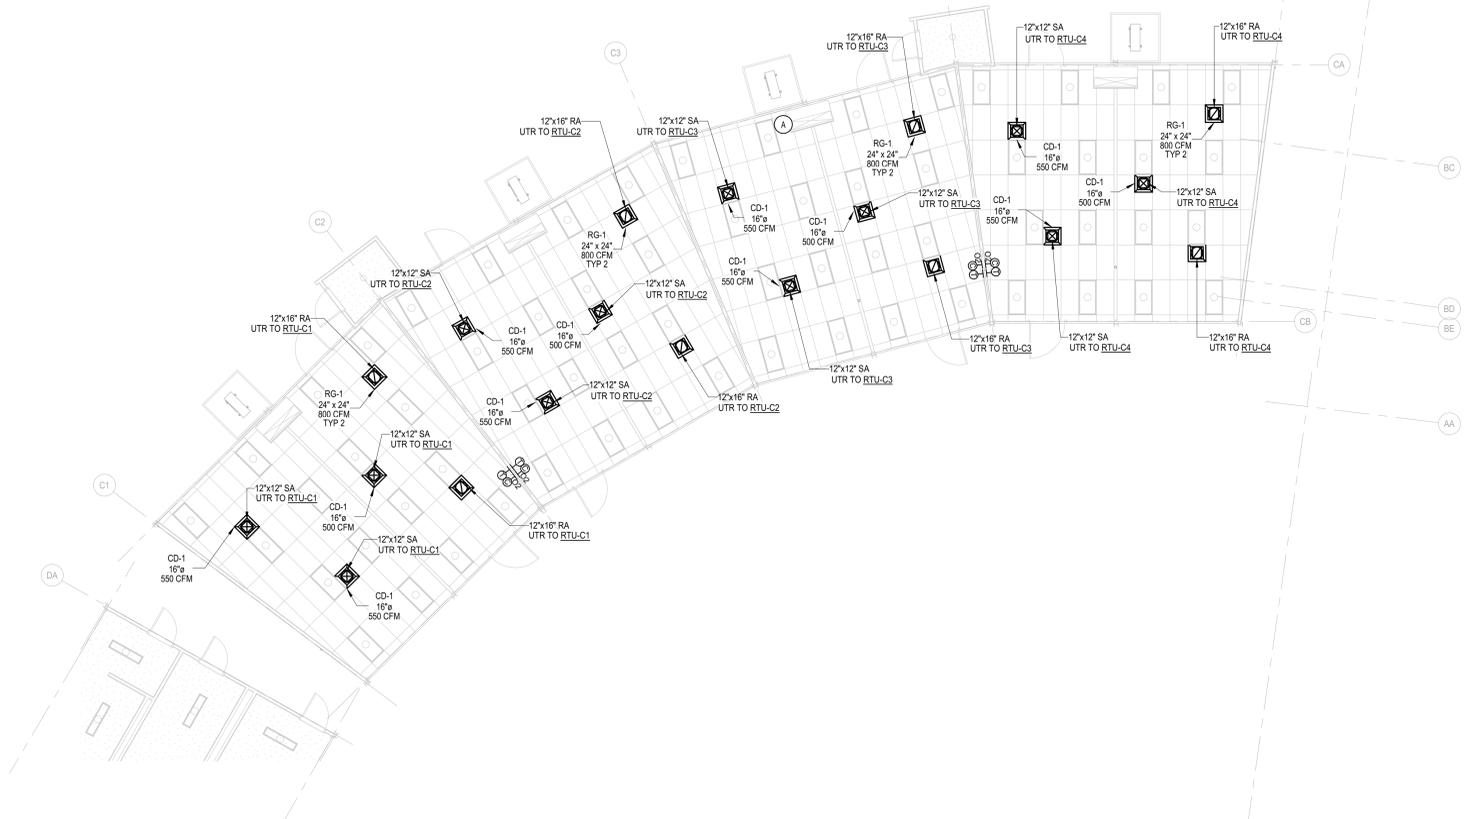 12"x16" RA
UTR TO RTU-C3
12"x12" SA
UTR TO RTU-C4
12"x16" RA
UTR TO RTU-C4
C3
CA
12"x16" RA
UTR TO RTU-C2
12"x12" SA
UTR TO RTU-C3
A
RG-1
24" x 24"
800 CFM
TYP 2
CD-1
16"ø
550 CFM
RG-1
24" x 24"
800 CFM
TYP 2
BC
CD-1
16"ø
500 CFM
12"x12" SA
UTR TO RTU-C4
CD-1
16"ø
550 CFM
12"x12" SA
UTR TO RTU-C3
CD-1
16"ø
550 CFM
CD-1
16"ø
500 CFM
C2
RG-1
24" x 24"
800 CFM
TYP 2
CD-1
16"ø
550 CFM
12"x12" SA
UTR TO RTU-C2
12"x12" SA
UTR TO RTU-C2
BD
CB
BE
12"x16" RA
UTR TO RTU-C1
CD-1
16"ø
550 CFM
CD-1
16"ø
500 CFM
12"x16" RA
UTR TO RTU-C3
12"x12" SA
UTR TO RTU-C4
12"x16" RA
UTR TO RTU-C4
12"x12" SA
UTR TO RTU-C3
12"x12" SA
UTR TO RTU-C2
12"x16" RA
UTR TO RTU-C2
RG-1
24" x 24"
800 CFM
TYP 2
CD-1
16"ø
550 CFM
AA
12"x12" SA
UTR TO RTU-C1
C1
12"x12" SA
UTR TO RTU-C1
CD-1
16"ø
500 CFM
12"x16" RA
UTR TO RTU-C1
12"x12" SA
UTR TO RTU-C1
CD-1
16"ø
550 CFM
DA
CD-1
16"ø
550 CFM